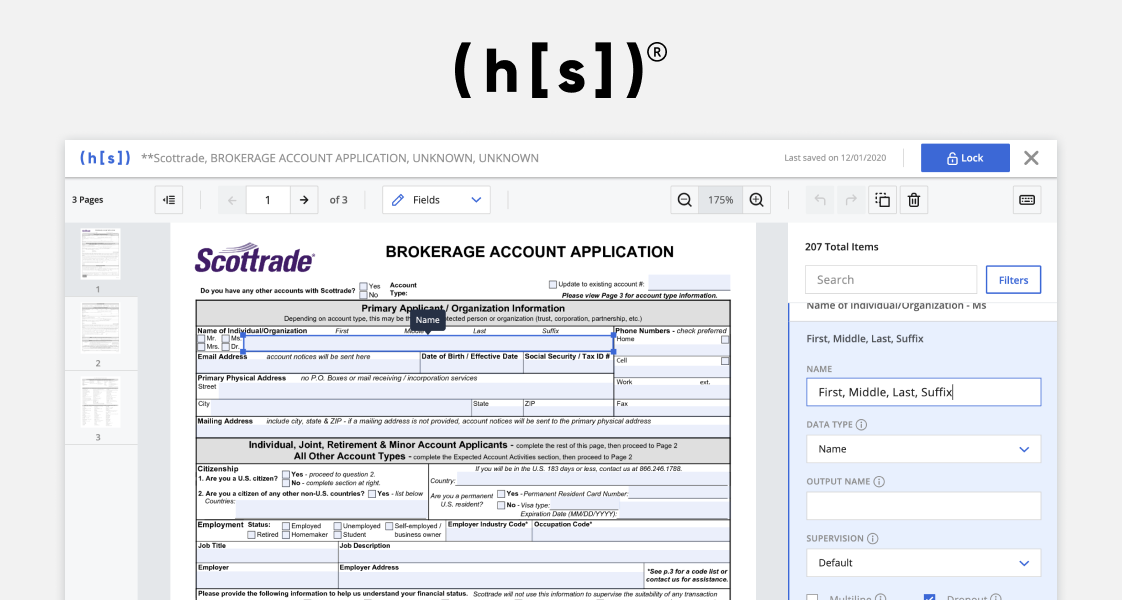 (h[s])®
(h[s]) **Scottrade, BROKERAGE ACCOUNT APPLICATION, UNKNOWN, UNKNOWN
Last saved on 12/01/2020
Lock
3 Pages
1
of 3
Fields
175%
1
2
3
Scottrade®
BROKERAGE ACCOUNT APPLICATION
Do you have any other accounts with Scottrade? Yes No
Account Type:
Update to existing account #:
Please view Page 3 for account type information.
Primary Applicant / Organization Information
Depending on account type, this may be the tected person or organization (trust, corporation, partnership, etc.)
Name
Name of Individual/Organization First Middle Last Suffix
Mr. Ms.
Mrs. Dr.
Phone Numbers - check preferred
Home
Email Address account notices will be sent here
Date of Birth / Effective Date
Social Security / Tax ID #
Cell
Primary Physical Address no P.O. Boxes or mail receiving / incorporation services
Street
Work ext.
City State ZIP
Fax
Mailing Address include city, state & ZIP - if a mailing address is not provided, account notices will be sent to the primary physical address
Individual, Joint, Retirement & Minor Account Applicants - complete the rest of this page, then proceed to Page 2
All Other Account Types - complete the Expected Account Activities section, then proceed to Page 2
Citizenship
1. Are you a U.S. citizen?
Yes - proceed to question 2.
No - complete section at right.
2. Are you a citizen of any other non-U.S. countries? Yes - list below
Countries:
If you will be in the U.S. 183 days or less, contact us at 866.246.1788.
Country:
Are you a permanent U.S. resident?
Yes - Permanent Resident Card Number:
No - Visa type:
Expiration Date (MM/DD/YYYY):
Employment Status: Employed Unemployed Self-employed / business owner
Retired Homemaker Student
Employer Industry Code*
Occupation Code*
Job Title
Job Description
Employer
Employer Address
*See p.3 for a code list or contact us for assistance.
Please provide the following information to help us understand your financial status. Scottrade will not use this information to supervise the suitability of any transaction
207 Total Items
Search
Filters
Name of Individual/Organization - Ms
First, Middle, Last, Suffix
NAME
First, Middle, Last, Suffix
DATA TYPE
Name
OUTPUT NAME
SUPERVISION
Default
Multiline
Dropout